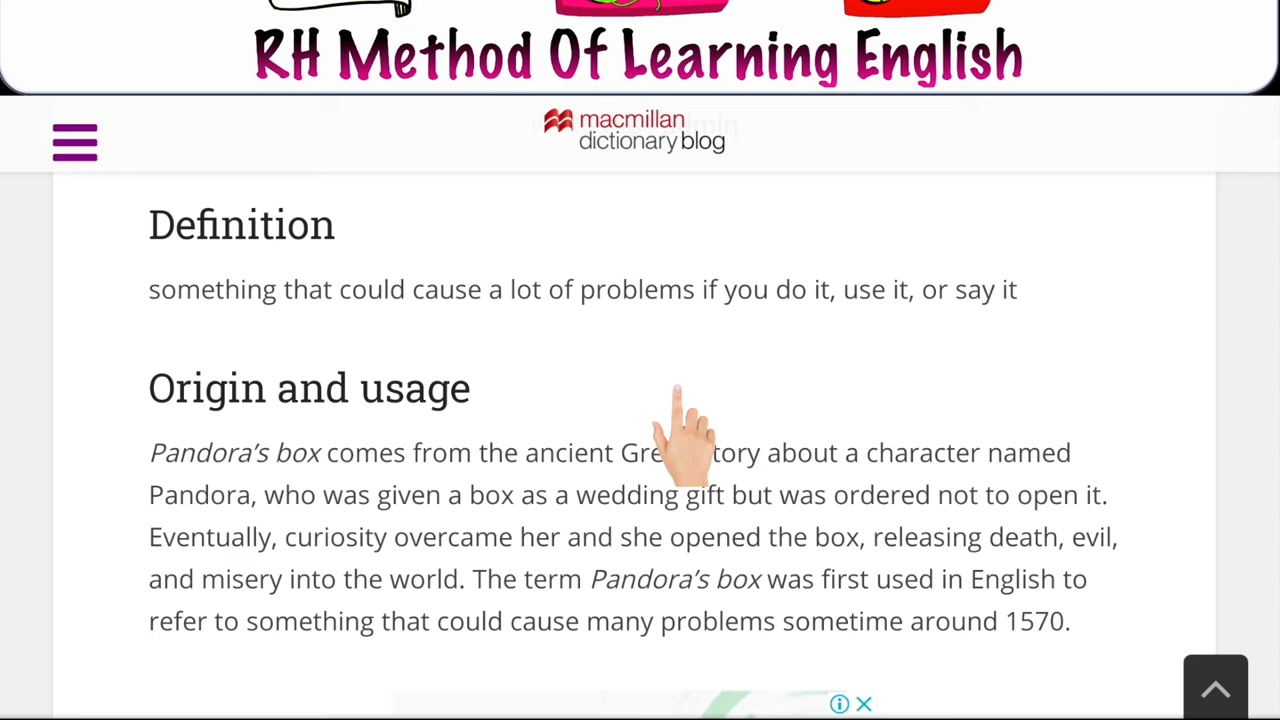 RH Method Of Learning English
macmillan
dictionary blog
Definition
something that could cause a lot of problems if you do it, use it, or say it
Origin and usage
Pandora's box comes from the ancient Gre tory about a character named
Pandora, who was given a box as a wedding gift but was ordered not to open it.
Eventually, curiosity overcame her and she opened the box, releasing death, evil,
and misery into the world. The term Pandora's box was first used in English to
refer to something that could cause many problems sometime around 1570.